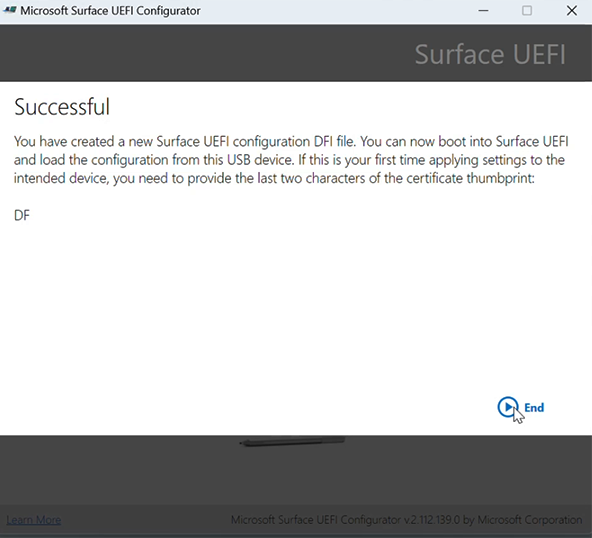 Microsoft Surface UEFI Configurator
Surface UEFI
Successful
You have created a new Surface UEFI configuration DFI file. You can now boot into Surface UEFI
and load the configuration from this USB device. If this is your first time applying settings to the
intended device, you need to provide the last two characters of the certificate thumbprint:
DF
End
Learn More
Microsoft Surface UEFI Configurator v2.112.139.0 by Microsoft Corporation